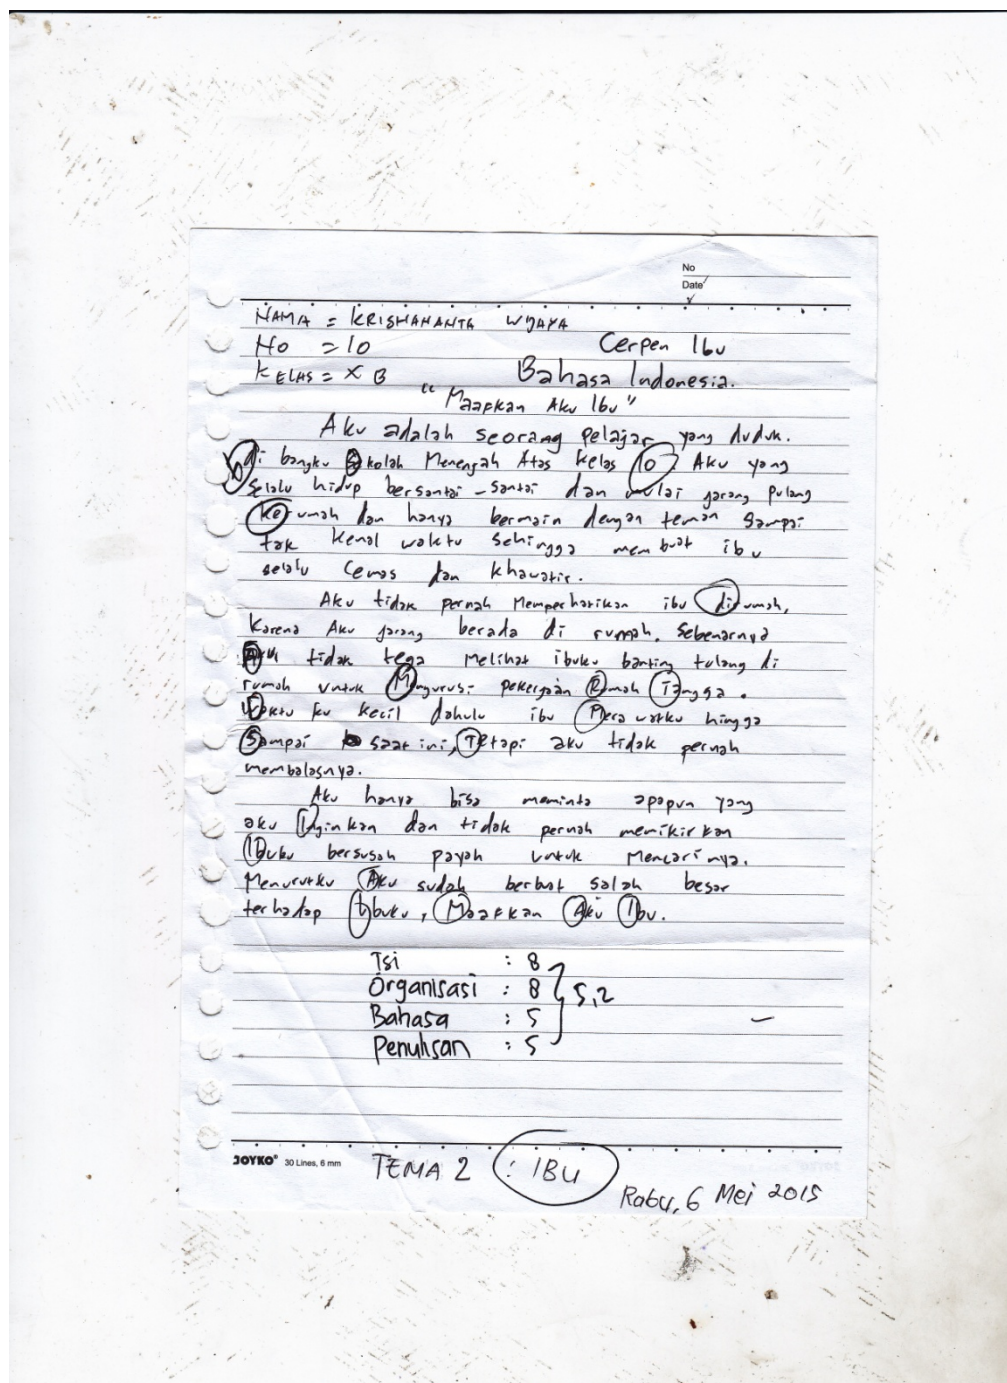 No
Date
NAMA = KRISHANANTA WIJAYA
No = 10
Cerpen Ibu
KELAS = X B
Bahasa Indonesia.
"Maapkan Aku Ibu"
Aku adalah seorang pelajar yang duduk.
di bangku Sekolah Menengah Atas kelas 10 Aku yang
selalu hidup bersantai-santai dan mulai jarang pulang
kerumah dan hanya bermain dengan teman sampai
tak kenal waktu sehingga membuat ibu
selalu cemas dan khawatir.
Aku tidak pernah Memperhatikan ibu dirumah,
karena Aku jarang berada di rumah. Sebenarnya
Aku tidak tega Melihat ibuku banting tulang di
rumah untuk Mengurusi pekerjaan Rumah Tangga.
Waktu ku kecil dahulu ibu Merawatku hingga
Sampai saat ini, Tetapi aku tidak pernah
membalasnya.
Aku hanya bisa meminta apapun yang
aku Inginkan dan tidak pernah memikirkan
Ibuku bersusah payah untuk Mencarinya.
Menurutku Aku sudah berbuat salah besar
terhadap Ibuku, Maapkan Aku Ibu.
Isi : 8
Organisasi : 8
5,2
Bahasa : 5
Penulisan : 5
JOYKO® 30 Lines, 6 mm
TEMA 2 : IBU
Rabu, 6 Mei 2015